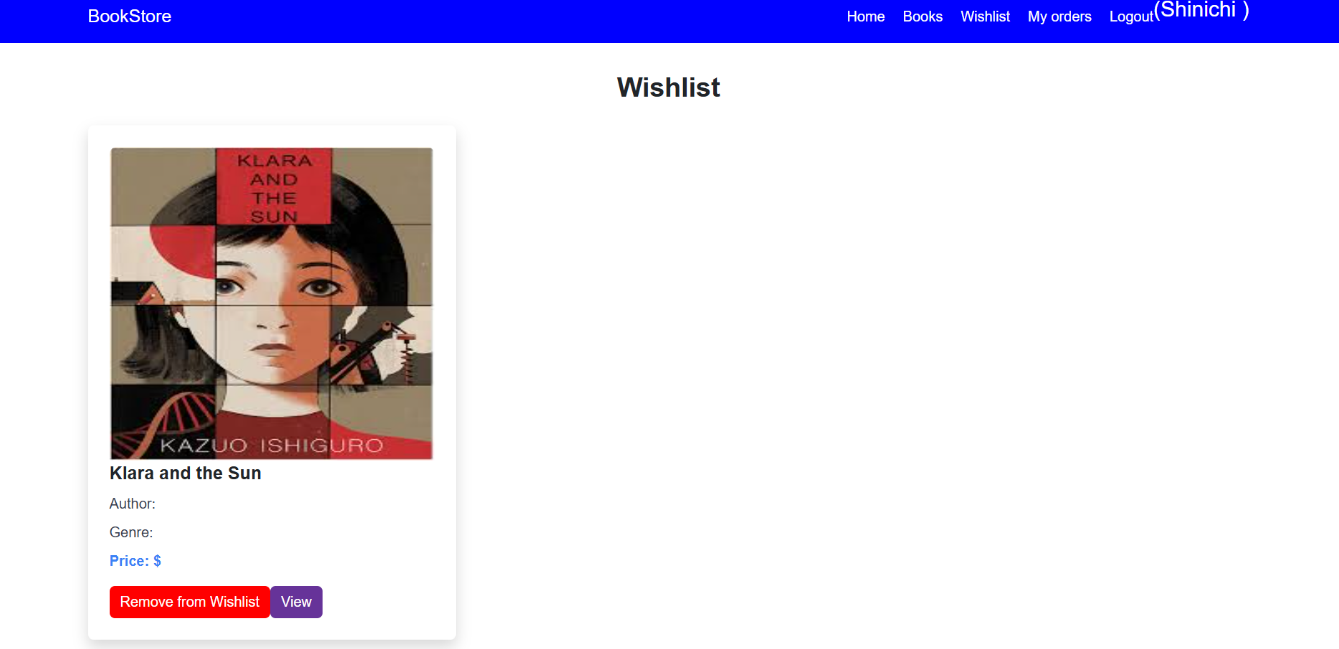 BookStore Home Books Wishlist My orders Logout(Shinichi )
Wishlist
KLARA
AND
THE
SUN
KAZUO ISHIGURO
Klara and the Sun
Author:
Genre:
Price: $
Remove from Wishlist View